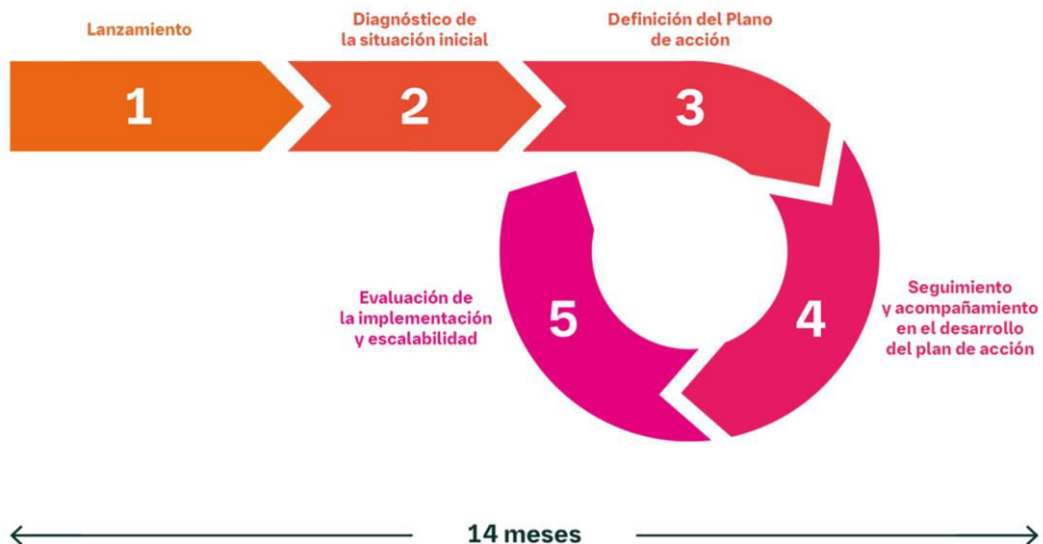 Lanzamiento
Diagnóstico de
la situación inicial
Definición del Plano
de acción
1
2
3
4
Seguimiento
y acompañamiento
en el desarrollo
del plan de acción
5
Evaluación de
la implementación
y escalabilidad
14 meses